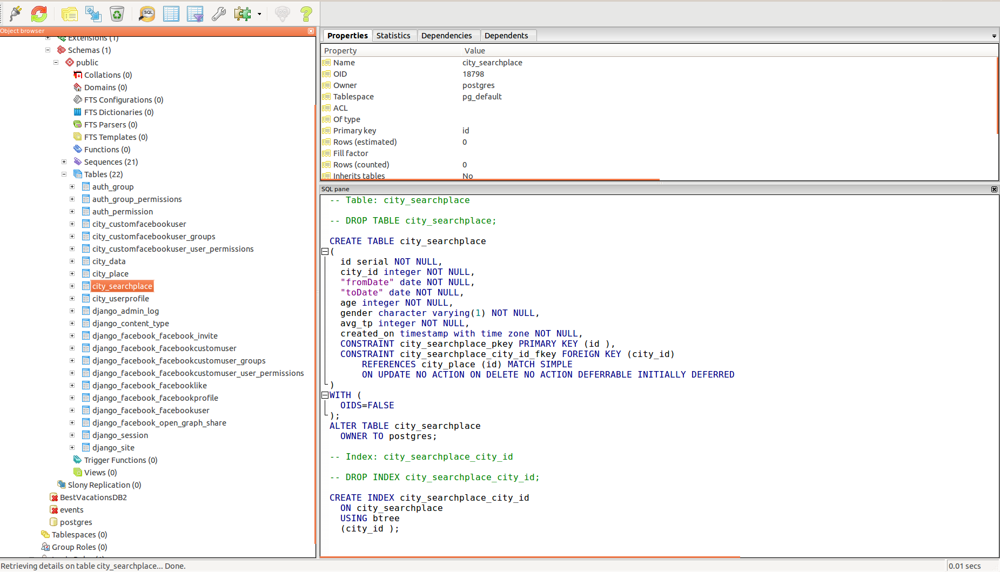 SQL
Object browser
Extensions (1)
Schemas (1)
public
Collations (0)
Domains (0)
FTS Configurations (0)
FTS Dictionaries (0)
FTS Parsers (0)
FTS Templates (0)
Functions (0)
Sequences (21)
Tables (22)
auth_group
auth_group_permissions
auth_permission
city_customfacebookuser
city_customfacebookuser_groups
city_customfacebookuser_user_permissions
city_data
city_place
city_searchplace
city_userprofile
django_admin_log
django_content_type
django_facebook_facebook_invite
django_facebook_facebookcustomuser
django_facebook_facebookcustomuser_groups
django_facebook_facebookcustomuser_user_permissions
django_facebook_facebooklike
django_facebook_facebookprofile
django_facebook_facebookuser
django_facebook_open_graph_share
django_session
django_site
Trigger Functions (0)
Views (0)
Slony Replication (0)
BestVacationsDB2
events
postgres
Tablespaces (0)
Group Roles (0)
Properties Statistics Dependencies Dependents
Property Value
Name city_searchplace
OID 18798
Owner postgres
Tablespace pg_default
ACL
Of type
Primary key id
Rows (estimated) 0
Fill factor
Rows (counted) 0
Inherits tables No
SQL pane
-- Table: city_searchplace
-- DROP TABLE city_searchplace;
CREATE TABLE city_searchplace
(
id serial NOT NULL,
city_id integer NOT NULL,
"fromDate" date NOT NULL,
"toDate" date NOT NULL,
age integer NOT NULL,
gender character varying(1) NOT NULL,
avg_tp integer NOT NULL,
created_on timestamp with time zone NOT NULL,
CONSTRAINT city_searchplace_pkey PRIMARY KEY (id ),
CONSTRAINT city_searchplace_city_id_fkey FOREIGN KEY (city_id)
REFERENCES city_place (id) MATCH SIMPLE
ON UPDATE NO ACTION ON DELETE NO ACTION DEFERRABLE INITIALLY DEFERRED
)
WITH (
OIDS=FALSE
);
ALTER TABLE city_searchplace
OWNER TO postgres;
-- Index: city_searchplace_city_id
-- DROP INDEX city_searchplace_city_id;
CREATE INDEX city_searchplace_city_id
ON city_searchplace
USING btree
(city_id );
Retrieving details on table city_searchplace... Done.
0.01 secs